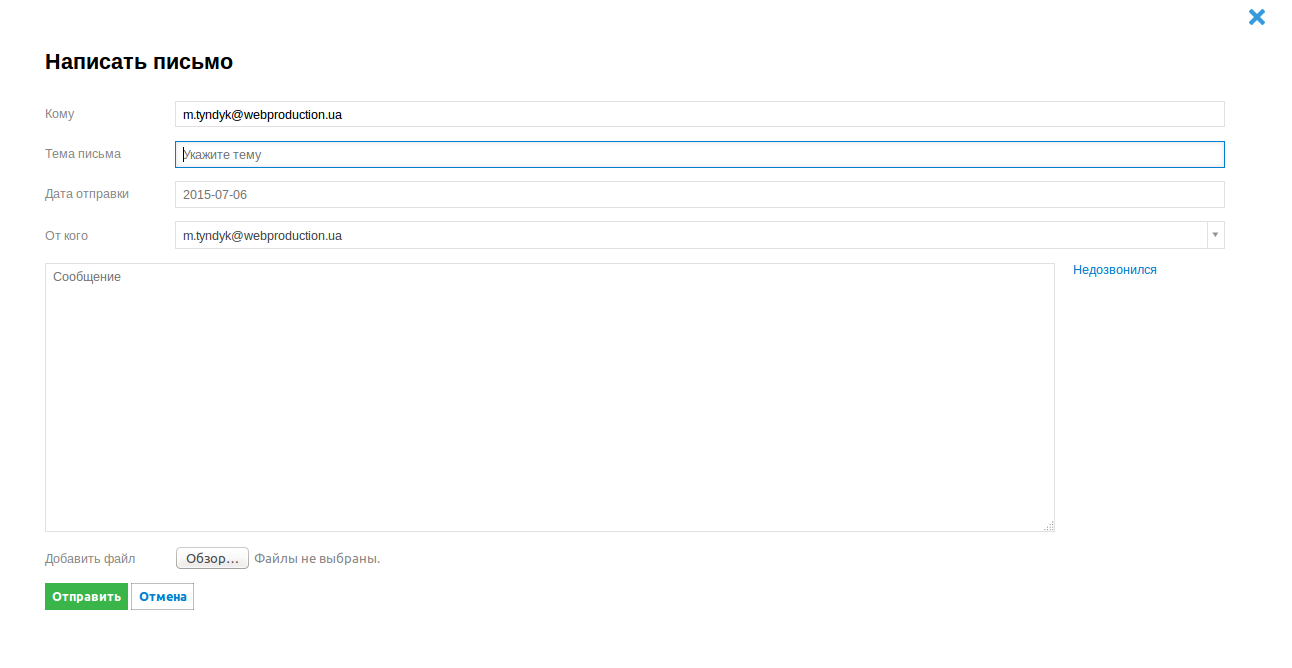 Написать письмо
Кому
m.tyndyk@webproduction.ua
Тема письма
Укажите тему
Дата отправки
2015-07-06
От кого
m.tyndyk@webproduction.ua
Сообщение
Недозвонился
Добавить файл
Обзор... Файлы не выбраны.
Отправить
Отмена